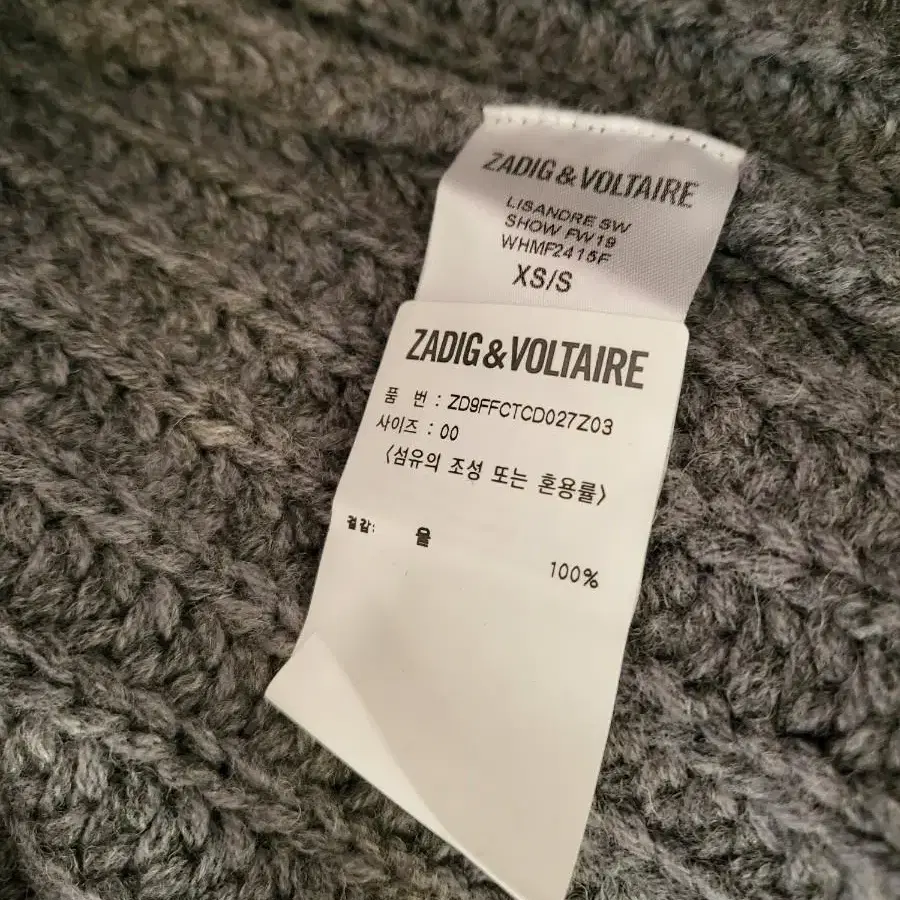 ZADIG&VOLTAIRE
LISANDRE SW
SHOW FW19
WHMF2415F
XS/S
ZADIG&VOLTAIRE
품 번 : ZD9FFCTCD027Z03
사이즈 : 00
〈섬유의 조성 또는 혼용률〉
겉감: 울
100%